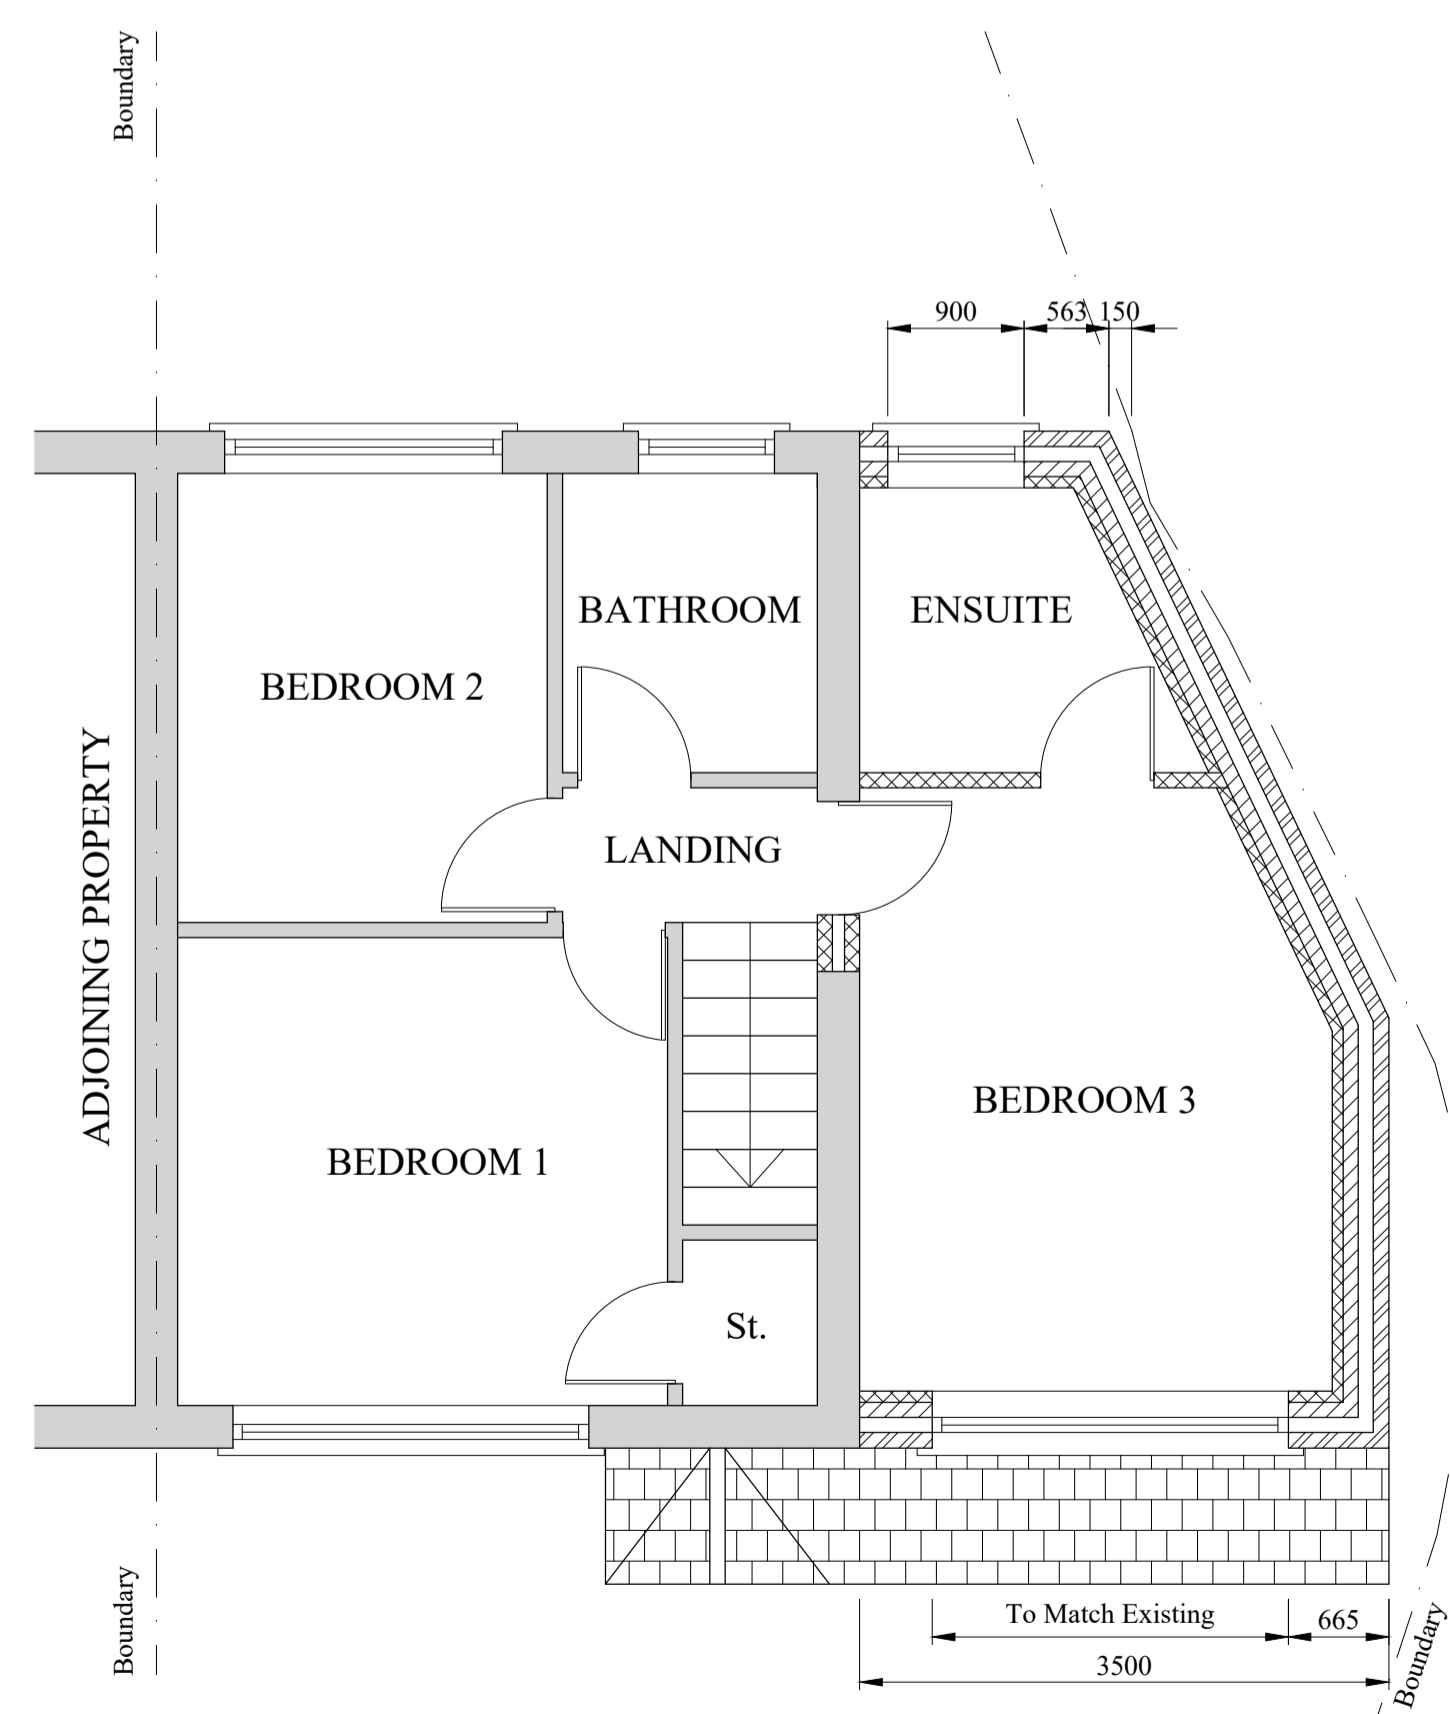 Boundary
900
563
150
BATHROOM
ENSUITE
BEDROOM 2
ADJOINING PROPERTY
LANDING
BEDROOM 3
BEDROOM 1
St.
Boundary
To Match Existing
665
3500
Boundary